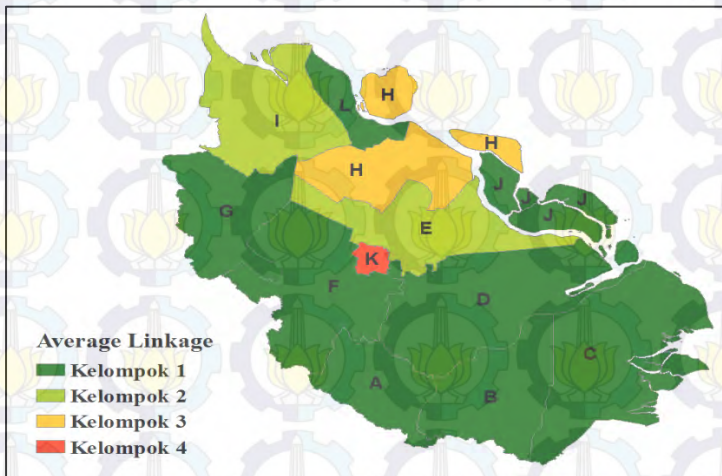 H
L
I
H
H
J
J
J
J
G
E
K
F
D
C
A
B
Average Linkage
Kelompok 1
Kelompok 2
Kelompok 3
Kelompok 4